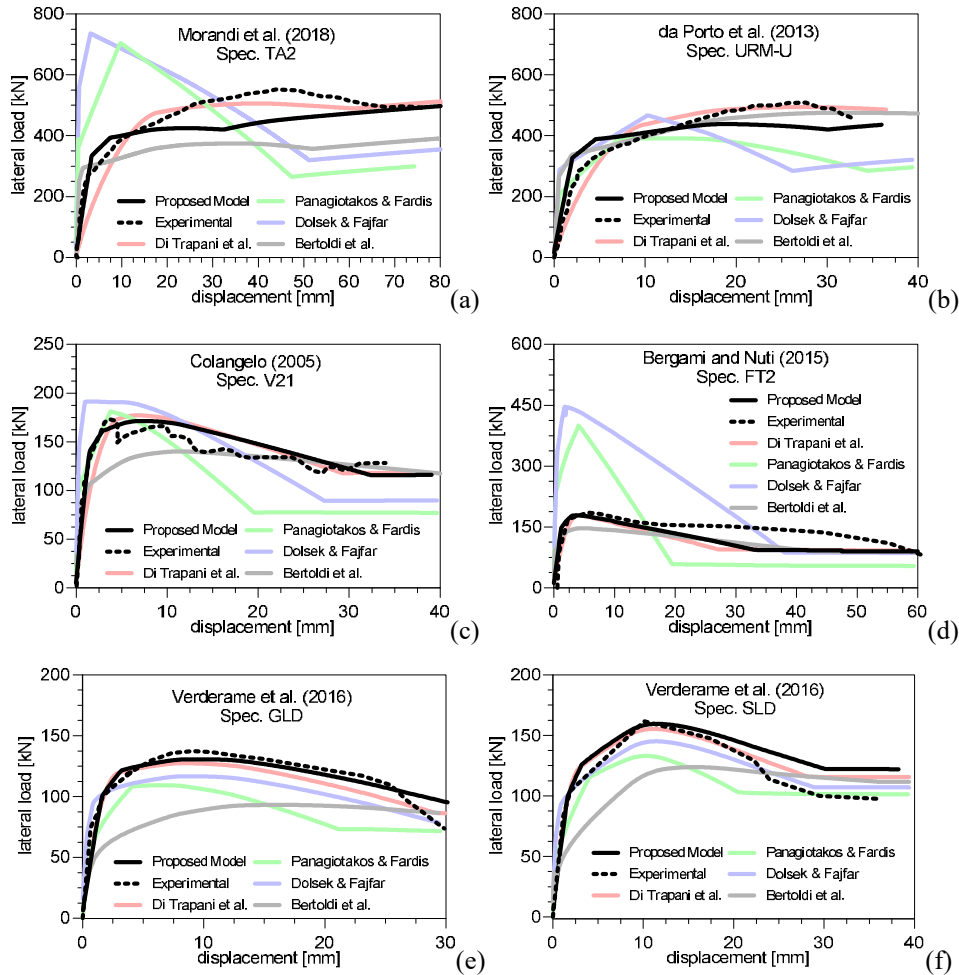 Morandi et al. (2018)
Spec. TA2
lateral load [kN]
800
600
400
200
0
Proposed Model
Experimental
Di Trapani et al.
Panagiotakos & Fardis
Dolsek & Fajfar
Bertoldi et al.
0 10 20 30 40 50 60 70 80
displacement [mm]
(a)
da Porto et al. (2013)
Spec. URM-U
lateral load [kN]
800
600
400
200
0
Proposed Model
Experimental
Di Trapani et al.
Panagiotakos & Fardis
Dolsek & Fajfar
Bertoldi et al.
0 10 20 30 40
displacement [mm]
(b)
Colangelo (2005)
Spec. V21
lateral load [kN]
250
200
150
100
50
0
Proposed Model
Experimental
Di Trapani et al.
Panagiotakos & Fardis
Dolsek & Fajfar
Bertoldi et al.
0 10 20 30 40
displacement [mm]
(c)
Bergami and Nuti (2015)
Spec. FT2
lateral load [kN]
600
450
300
150
0
Proposed Model
Experimental
Di Trapani et al.
Panagiotakos & Fardis
Dolsek & Fajfar
Bertoldi et al.
0 10 20 30 40 50 60
displacement [mm]
(d)
Verderame et al. (2016)
Spec. GLD
lateral load [kN]
200
150
100
50
0
Proposed Model
Experimental
Di Trapani et al.
Panagiotakos & Fardis
Dolsek & Fajfar
Bertoldi et al.
0 10 20 30
displacement [mm]
(e)
Verderame et al. (2016)
Spec. SLD
lateral load [kN]
200
150
100
50
0
Proposed Model
Experimental
Di Trapani et al.
Panagiotakos & Fardis
Dolsek & Fajfar
Bertoldi et al.
0 10 20 30 40
displacement [mm]
(f)